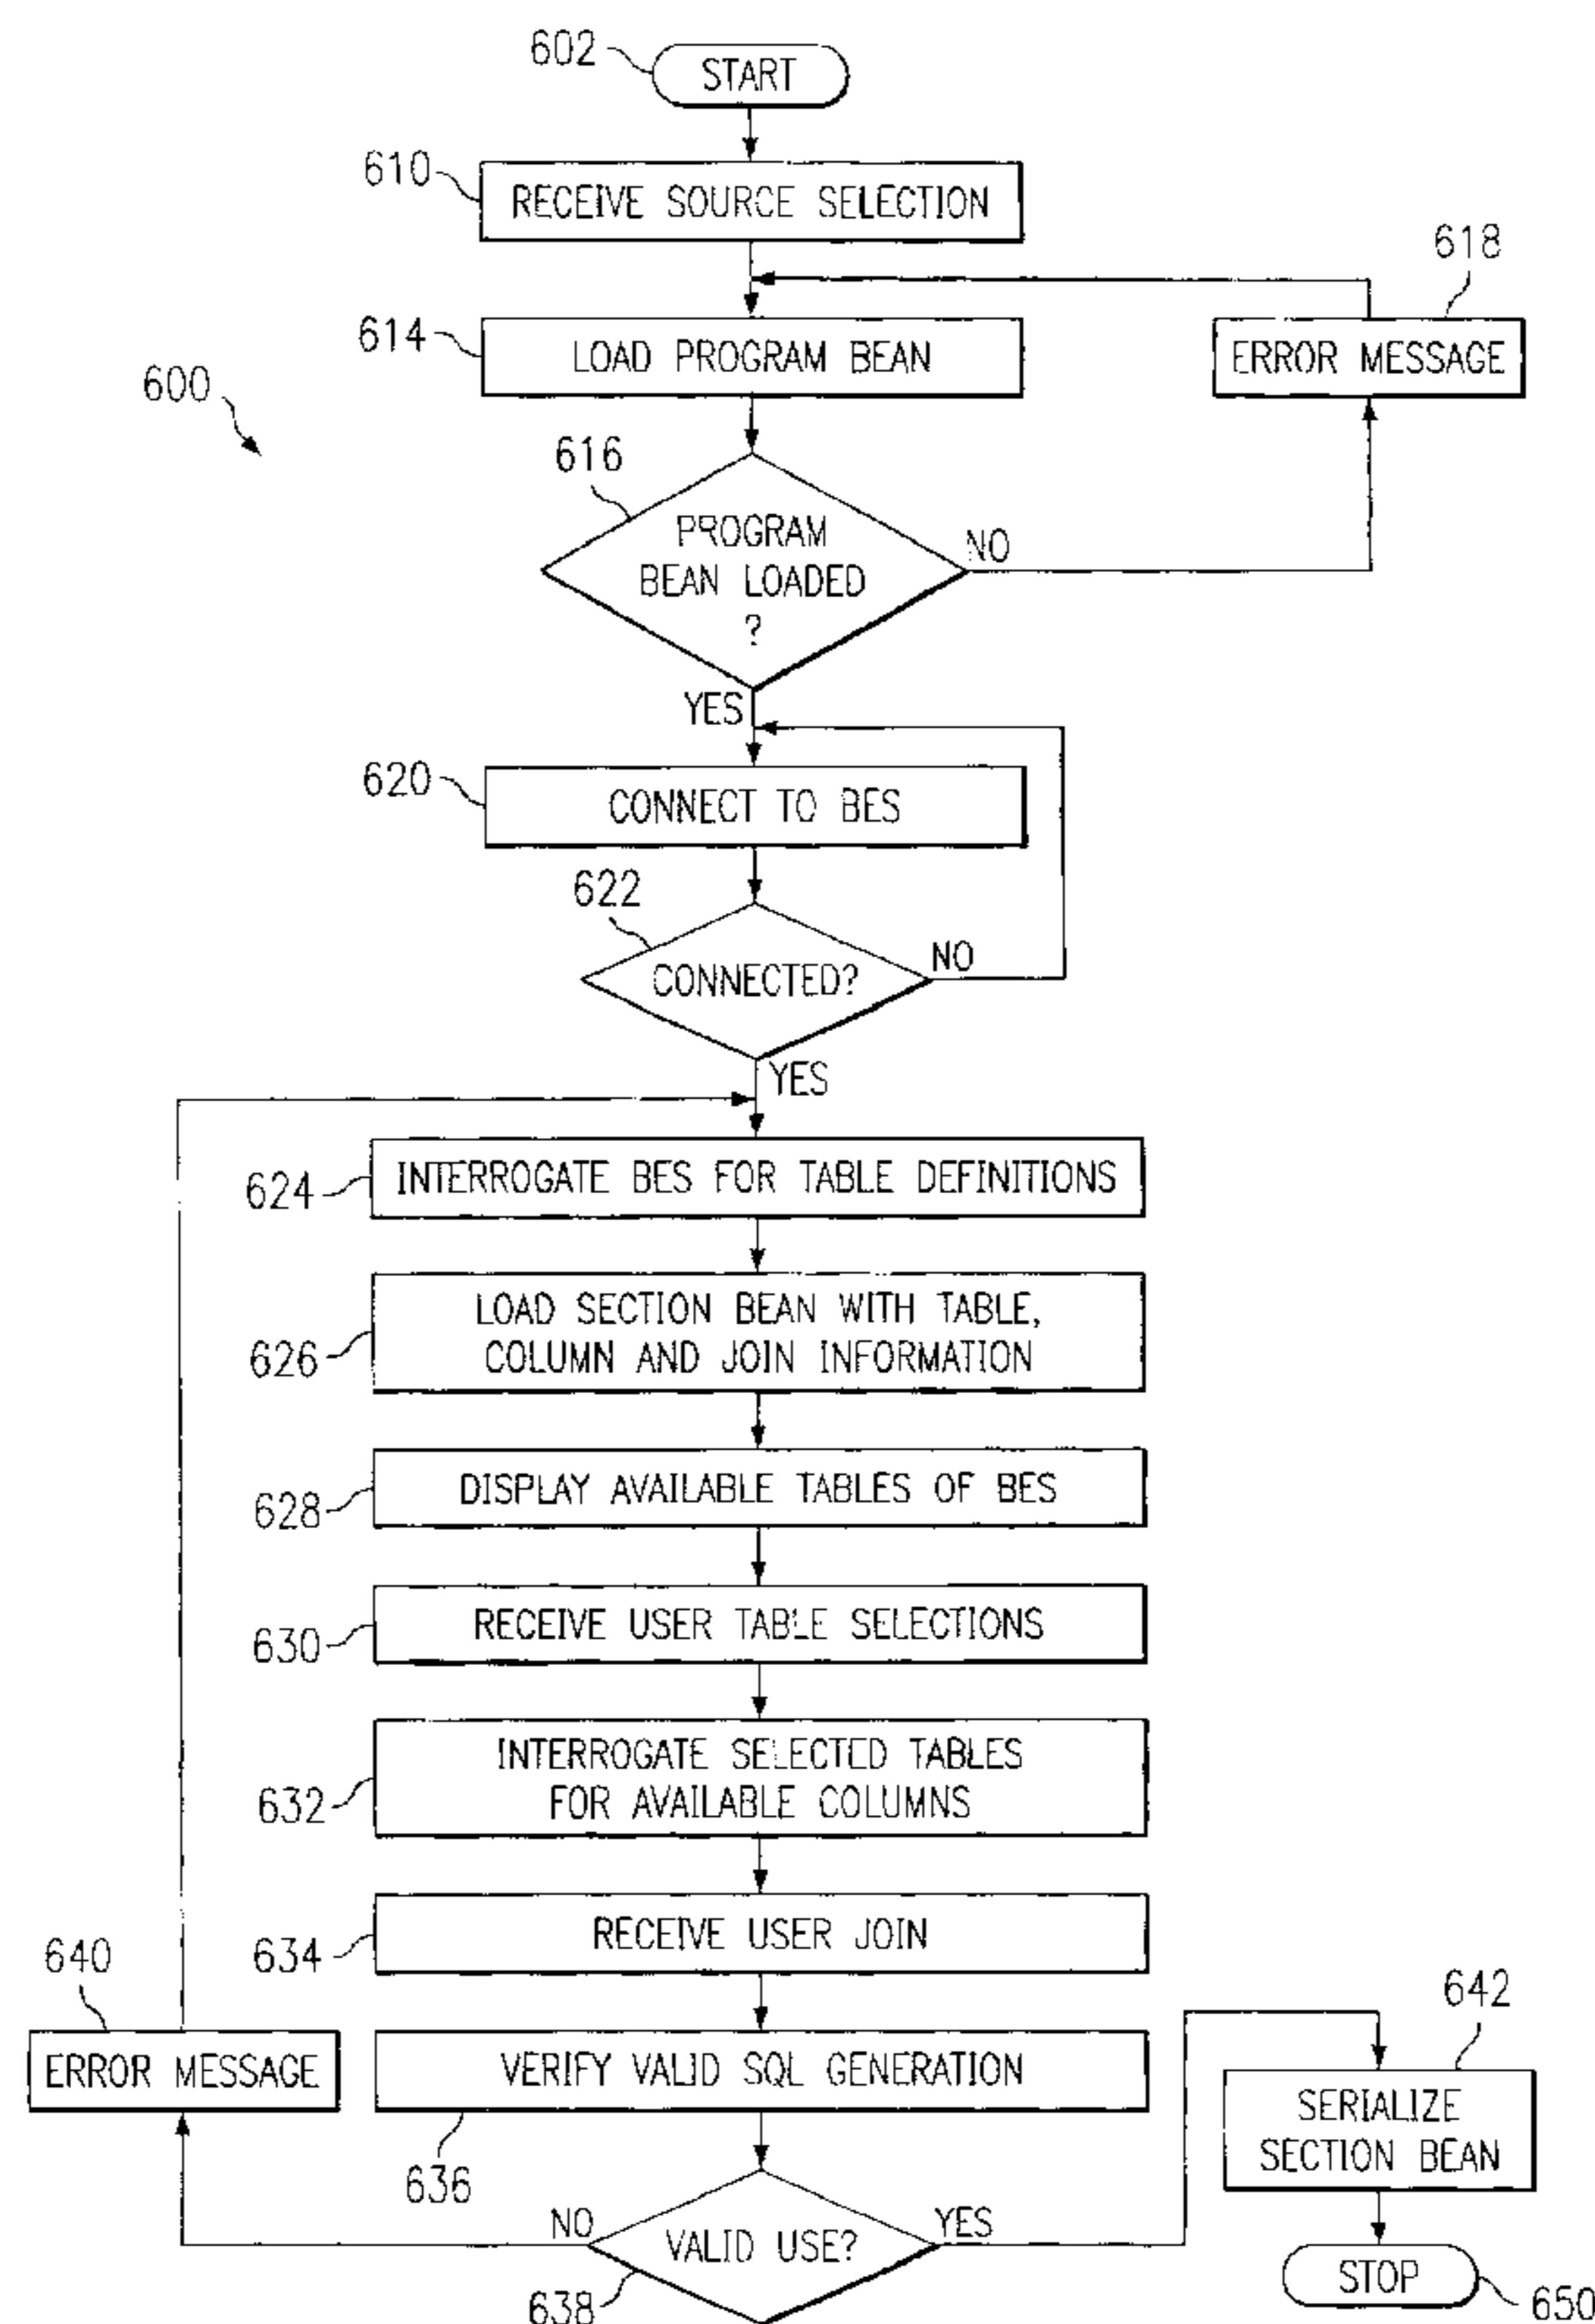 602
START
610
RECEIVE SOURCE SELECTION
618
614
LOAD PROGRAM BEAN
ERROR MESSAGE
600
616
PROGRAM
BEAN LOADED
?
NO
YES
620
CONNECT TO BES
622
CONNECTED?
NO
YES
624
INTERROGATE BES FOR TABLE DEFINITIONS
626
LOAD SECTION BEAN WITH TABLE,
COLUMN AND JOIN INFORMATION
628
DISPLAY AVAILABLE TABLES OF BES
630
RECEIVE USER TABLE SELECTIONS
632
INTERROGATE SELECTED TABLES
FOR AVAILABLE COLUMNS
634
RECEIVE USER JOIN
640
ERROR MESSAGE
VERIFY VALID SQL GENERATION
636
642
SERIALIZE
SECTION BEAN
NO
VALID USE?
YES
638
STOP
650